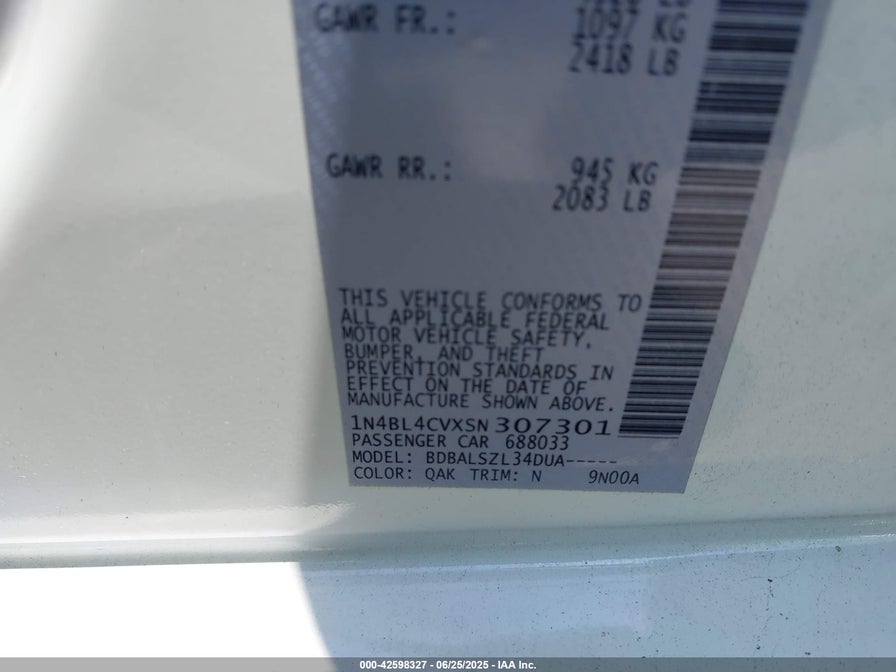 GAWR FR.: 1097 KG
2418 LB
GAWR RR.: 945 KG
2083 LB
THIS VEHICLE CONFORMS TO
ALL APPLICABLE FEDERAL
MOTOR VEHICLE SAFETY,
BUMPER, AND THEFT
PREVENTION STANDARDS IN
EFFECT ON THE DATE OF
MANUFACTURE SHOWN ABOVE.
1N4BL4CVXSN307301
PASSENGER CAR 688033
MODEL: BDBALSZL34DUA-----
COLOR: QAK TRIM: N 9N00A
000-42598327 - 06/25/2025 - IAA Inc.